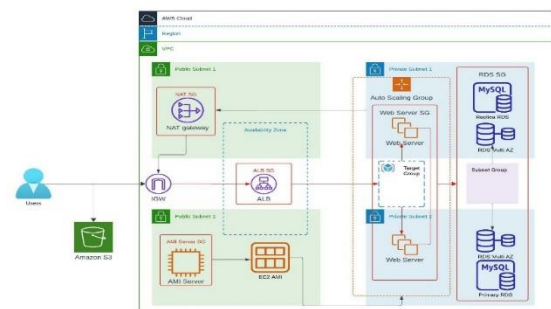 AWS Cloud
Region
VPC
Public Subnet 1
Private Subnet 1
RDS SG
NAT SG
NAT gateway
Auto Scaling Group
Web Server SG
Web Server
MySQL
Replica RDS
RDS Multi AZ
Availability Zone
Users
IGW
ALB SG
ALB
Target
Group
Subnet Group
Amazon S3
Public Subnet 2
Private Subnet 2
AMI Server SG
AMI Server
EC2 AMI
Web Server
RDS Multi AZ
MySQL
Primary RDS